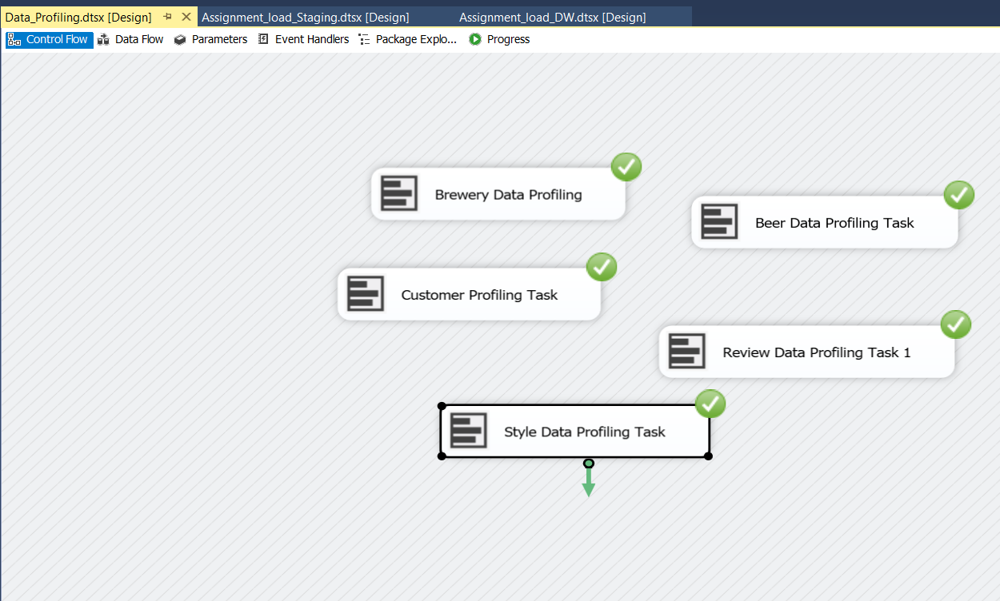 Data_Profiling.dtsx [Design] Assignment_load_Staging.dtsx [Design] Assignment_load_DW.dtsx [Design]
Control Flow Data Flow Parameters Event Handlers Package Explo... Progress
Brewery Data Profiling
Beer Data Profiling Task
Customer Profiling Task
Review Data Profiling Task 1
Style Data Profiling Task